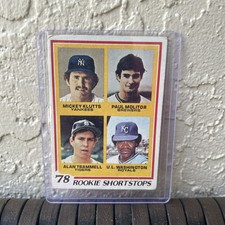 MICKEY KLUTTS PAUL MOLITOR
YANKEES BREWERS
ALAN TRAMMELL U.L. WASHINGTON
TIGERS ROYALS
'78 ROOKIE SHORTSTOPS